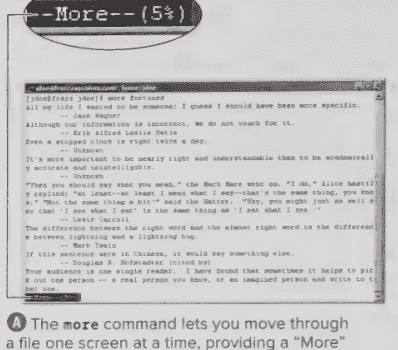 --More--(5%)
[jdoe@frazz jdoe]$ more fortunes
All my life I wanted to be someone; I guess I should have been more specific.
-- Jane Wagner
Although our information is incorrect, we do not vouch for it.
-- Erik Alfred Leslie Satie
Even a stopped clock is right twice a day.
-- Unknown
It's more important to be nearly right and understandable than to be academicall
y accurate and unintelligible.
-- Unknown
"Then you should say what you mean," the March Hare went on. "I do," Alice hastil
y replied; "at least--at least I mean what I say--that's the same thing, you kno
w." "Not the same thing a bit!" said the Hatter. "Why, you might just as well s
ay that 'I see what I eat' is the same thing as 'I eat what I see.'"
-- Lewis Carroll
The difference between the right word and the almost right word is the differenc
e between lightning and a lightning bug.
-- Mark Twain
If this sentence were in Chinese, it would say something else.
-- Douglas R. Hofstadter (cited by)
Your audience is one single reader. I have found that sometimes it helps to pic
k out one person -- a real person you know, or an imagined person and write to t
hat one.
A The more command lets you move through
a file one screen at a time, providing a "More"